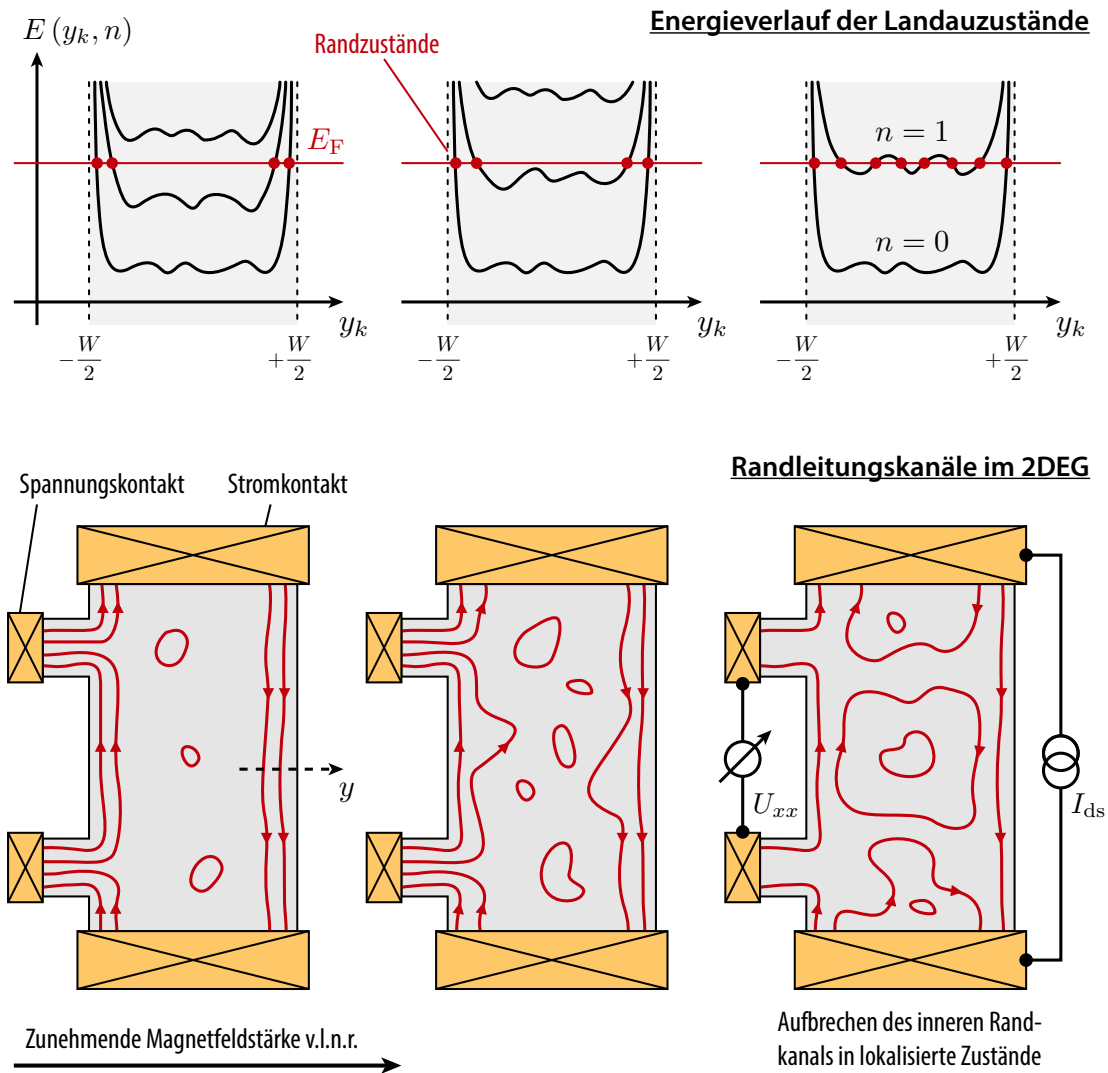 Energieverlauf der Landauzustände
E (y_k, n)
Randzustände
E_F
n = 1
n = 0
y_k
y_k
y_k
-W/2
+W/2
-W/2
+W/2
-W/2
+W/2
Randleitungskanäle im 2DEG
Spannungskontakt
Stromkontakt
y
U_xx
I_ds
Zunehmende Magnetfeldstärke v.l.n.r.
Aufbrechen des inneren Rand-
kanals in lokalisierte Zustände